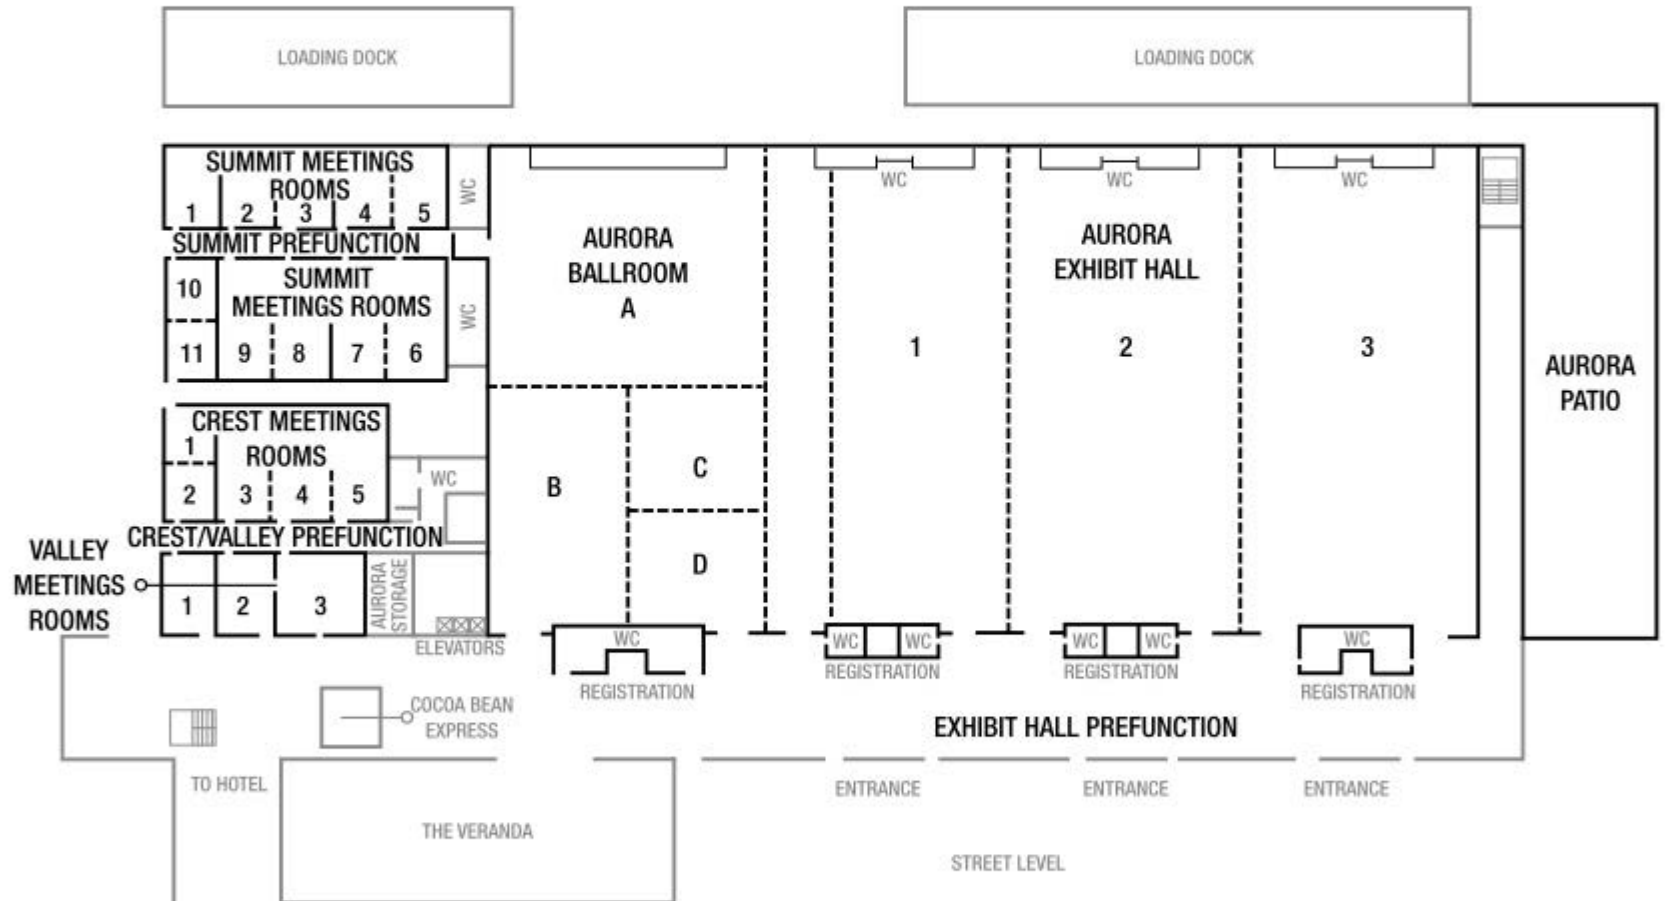 LOADING DOCK
LOADING DOCK
SUMMIT MEETINGS
ROOMS
1 2 3 4 5
WC
SUMMIT PREFUNCTION
10
SUMMIT
MEETINGS ROOMS
11 9 8 7 6
WC
CREST MEETINGS
ROOMS
1
2 3 4 5
WC
CREST/VALLEY PREFUNCTION
VALLEY
MEETINGS
ROOMS
1 2 3
AURORA
STORAGE
ELEVATORS
AURORA
BALLROOM
A
B
C
D
WC
WC
WC
AURORA
EXHIBIT HALL
1 2 3
AURORA
PATIO
WC
REGISTRATION
WC WC
REGISTRATION
WC WC
REGISTRATION
WC
REGISTRATION
COCOA BEAN
EXPRESS
EXHIBIT HALL PREFUNCTION
TO HOTEL
THE VERANDA
ENTRANCE
ENTRANCE
ENTRANCE
STREET LEVEL